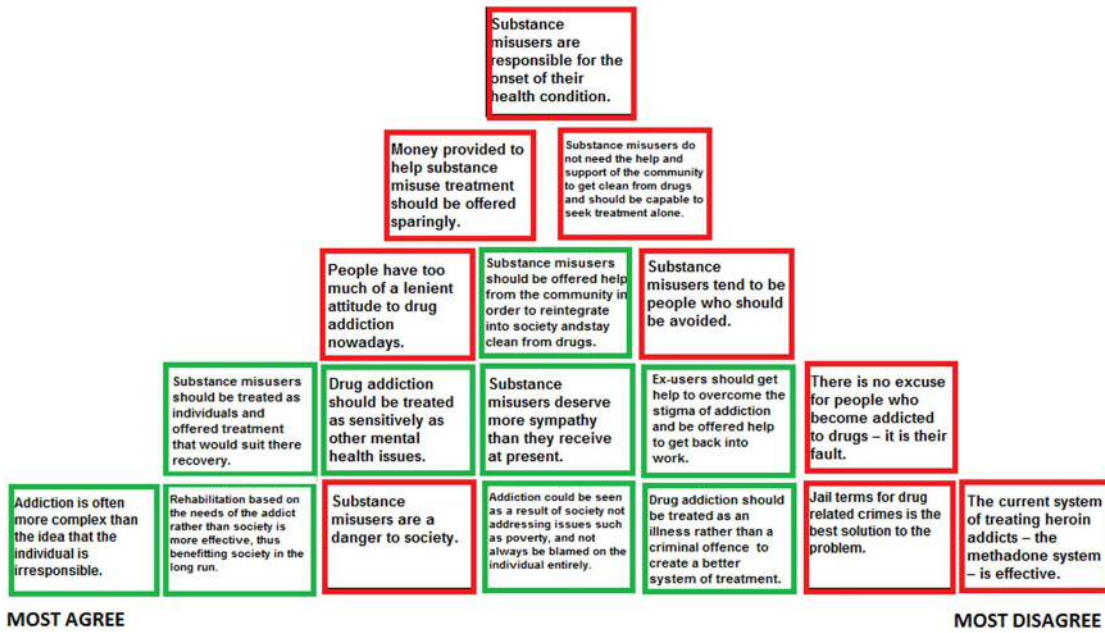 Substance
misusers are
responsible for the
onset of their
health condition.
Money provided to
help substance
misuse treatment
should be offered
sparingly.
Substance misusers do
not need the help and
support of the community
to get clean from drugs
and should be capable to
seek treatment alone.
People have too
much of a lenient
attitude to drug
addiction
nowadays.
Substance misusers
should be offered help
from the community in
order to reintegrate
into society andstay
clean from drugs.
Substance
misusers tend to be
people who should
be avoided.
Substance misusers
should be treated as
individuals and
offered treatment
that would suit there
recovery.
Drug addiction
should be treated
as sensitively as
other mental
health issues.
Substance
misusers deserve
more sympathy
than they receive
at present.
Ex-users should get
help to overcome the
stigma of addiction
and be offered help
to get back into
work.
There is no excuse
for people who
become addicted
to drugs – it is their
fault.
Addiction is often
more complex than
the idea that the
individual is
irresponsible.
Rehabilitation based on
the needs of the addict
rather than society is
more effective, thus
benefitting society in the
long run.
Substance
misusers are a
danger to society.
Addiction could be seen
as a result of society not
addressing issues such
as poverty, and not
always be blamed on the
individual entirely.
Drug addiction should
be treated as an
illness rather than a
criminal offence to
create a better
system of treatment.
Jail terms for drug
related crimes is the
best solution to the
problem.
The current system
of treating heroin
addicts – the
methadone system
– is effective.
MOST AGREE
MOST DISAGREE